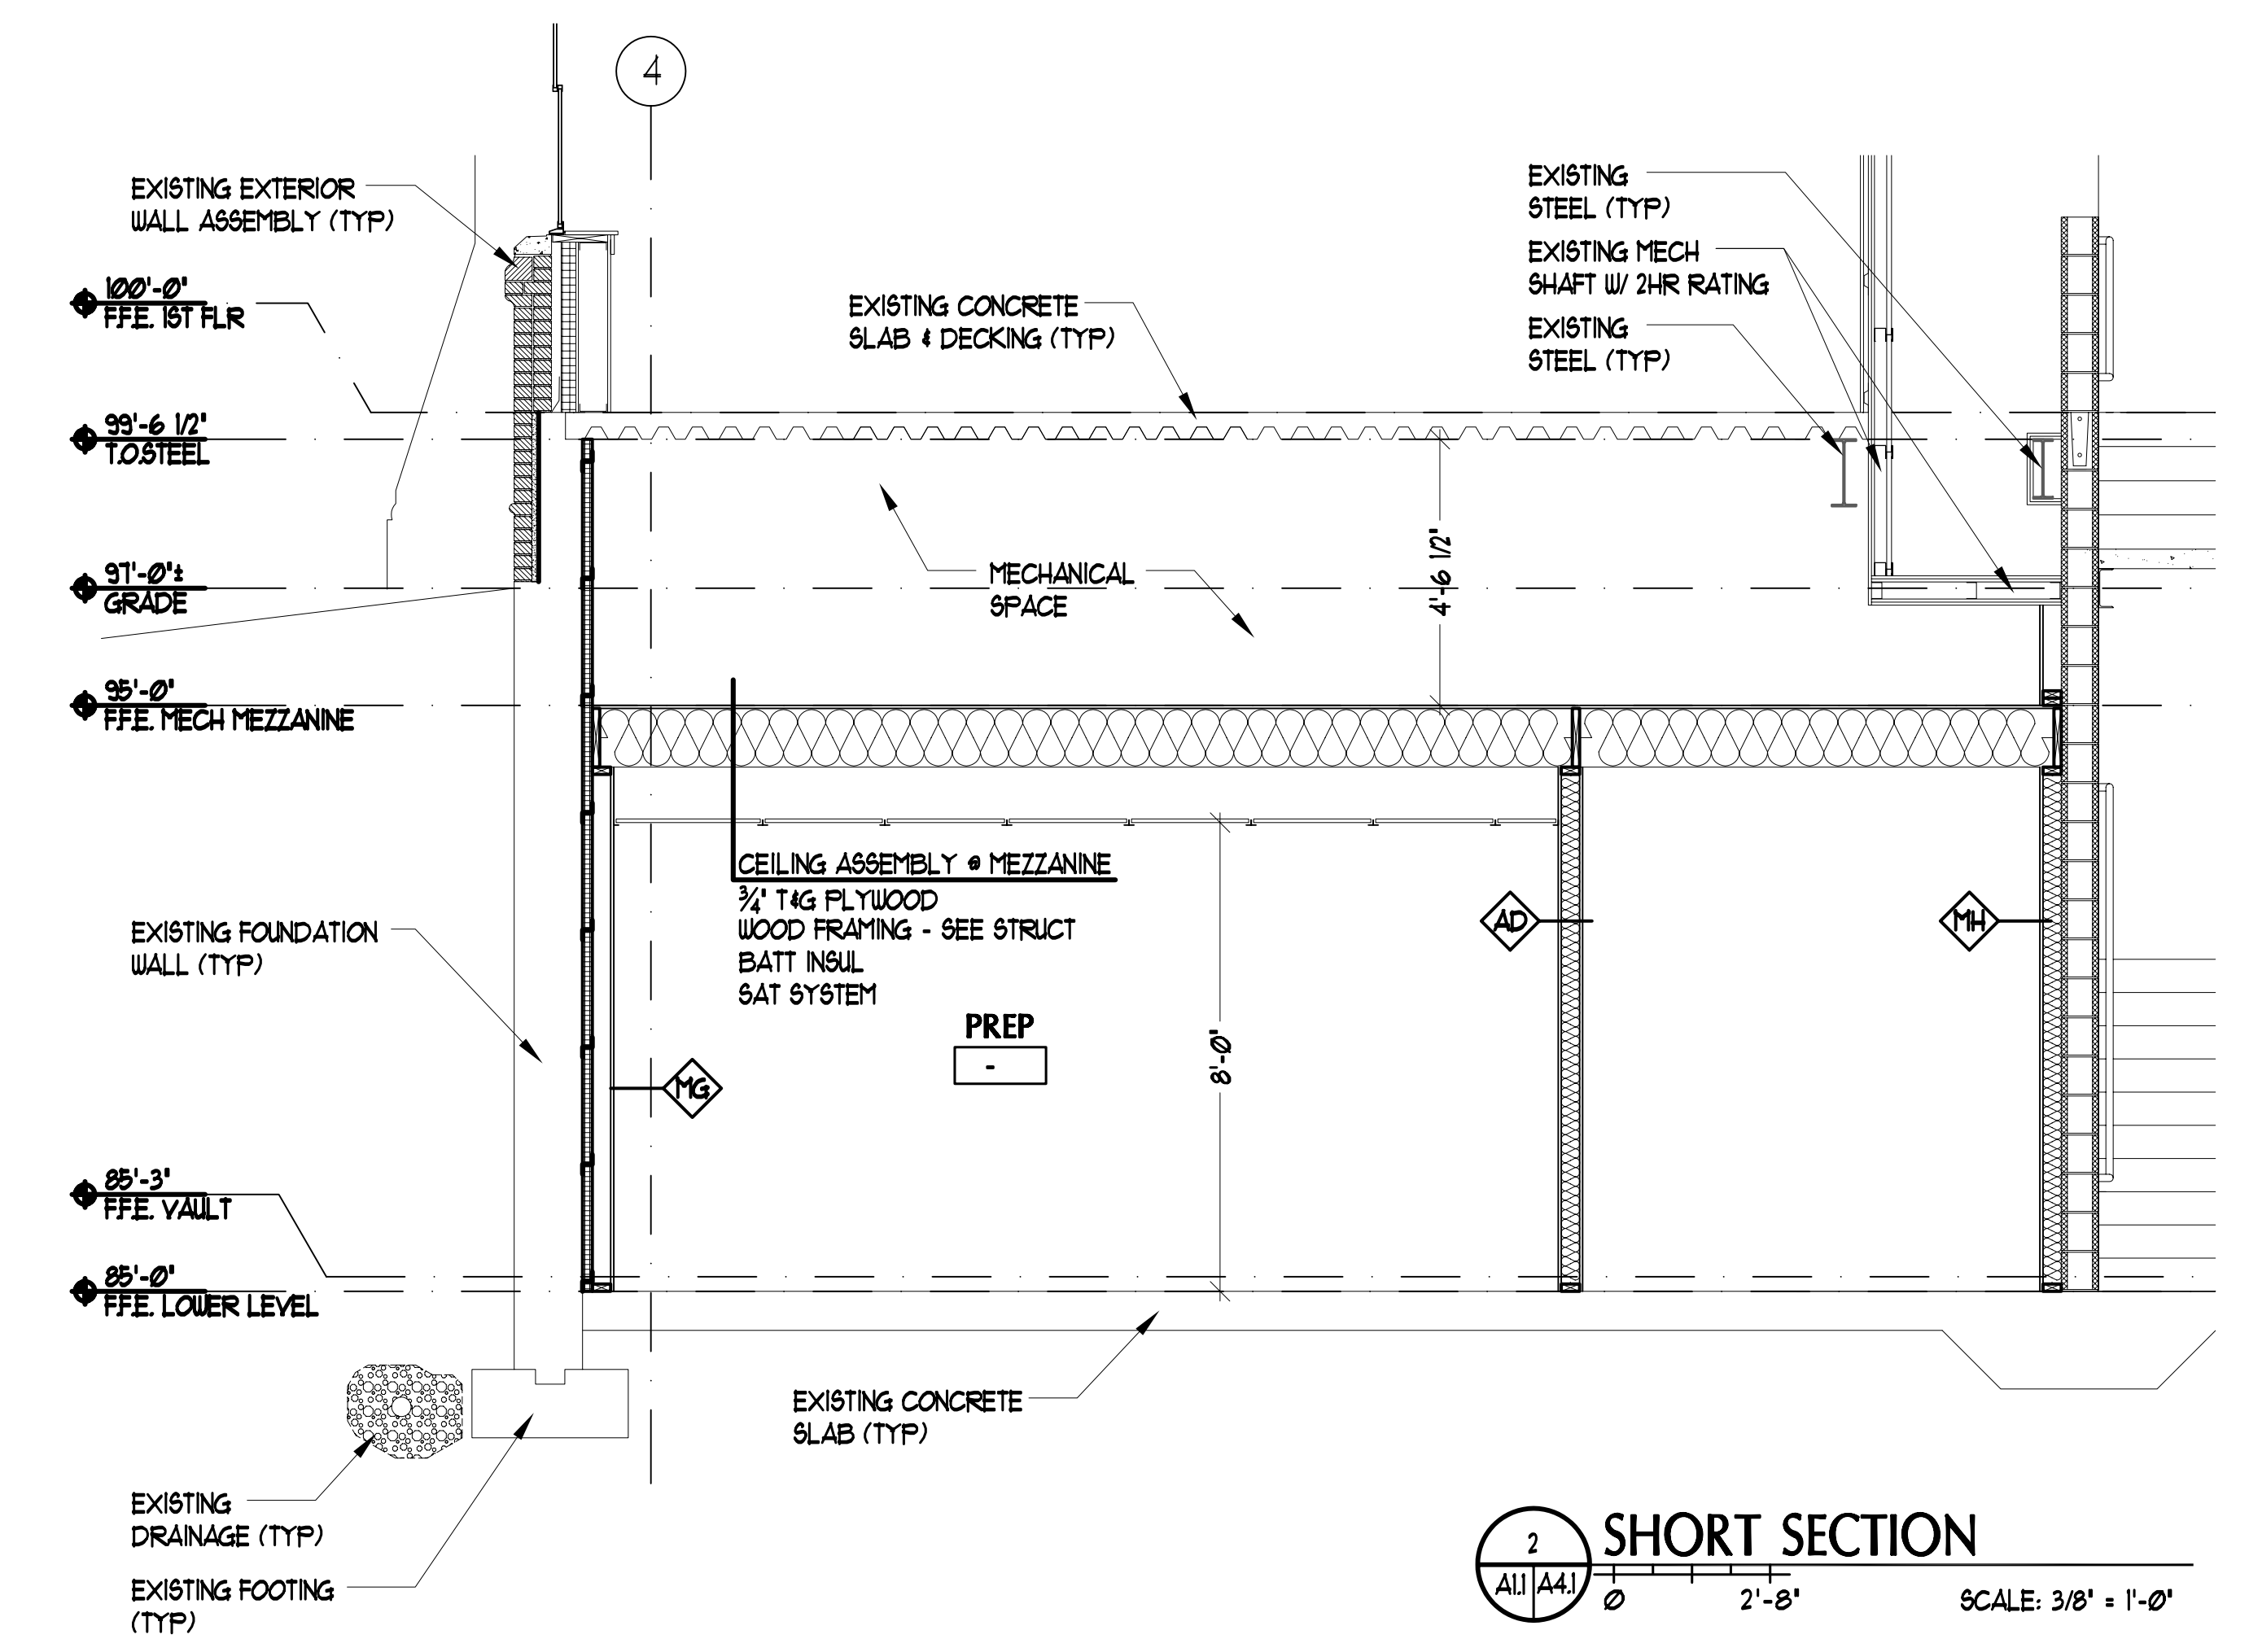 4
EXISTING EXTERIOR
WALL ASSEMBLY (TYP)
100'-0"
F.F.E. 1ST FLR
99'-6 1/2"
T.O.STEEL
97'-0"±
GRADE
95'-0"
F.F.E. MECH MEZZANINE
EXISTING FOUNDATION
WALL (TYP)
85'-3"
F.F.E. VAULT
85'-0"
F.F.E. LOWER LEVEL
EXISTING
DRAINAGE (TYP)
EXISTING FOOTING
(TYP)
EXISTING CONCRETE
SLAB & DECKING (TYP)
EXISTING
STEEL (TYP)
EXISTING MECH
SHAFT W/ 2HR RATING
EXISTING
STEEL (TYP)
MECHANICAL
SPACE
4'-6 1/2"
CEILING ASSEMBLY @ MEZZANINE
3/4" T&G PLYWOOD
WOOD FRAMING - SEE STRUCT
BATT INSUL
SAT SYSTEM
PREP
-
8'-0"
MG
AD
MH
EXISTING CONCRETE
SLAB (TYP)
2
A1.1 A4.1
SHORT SECTION
0 2'-8"
SCALE: 3/8" = 1'-0"